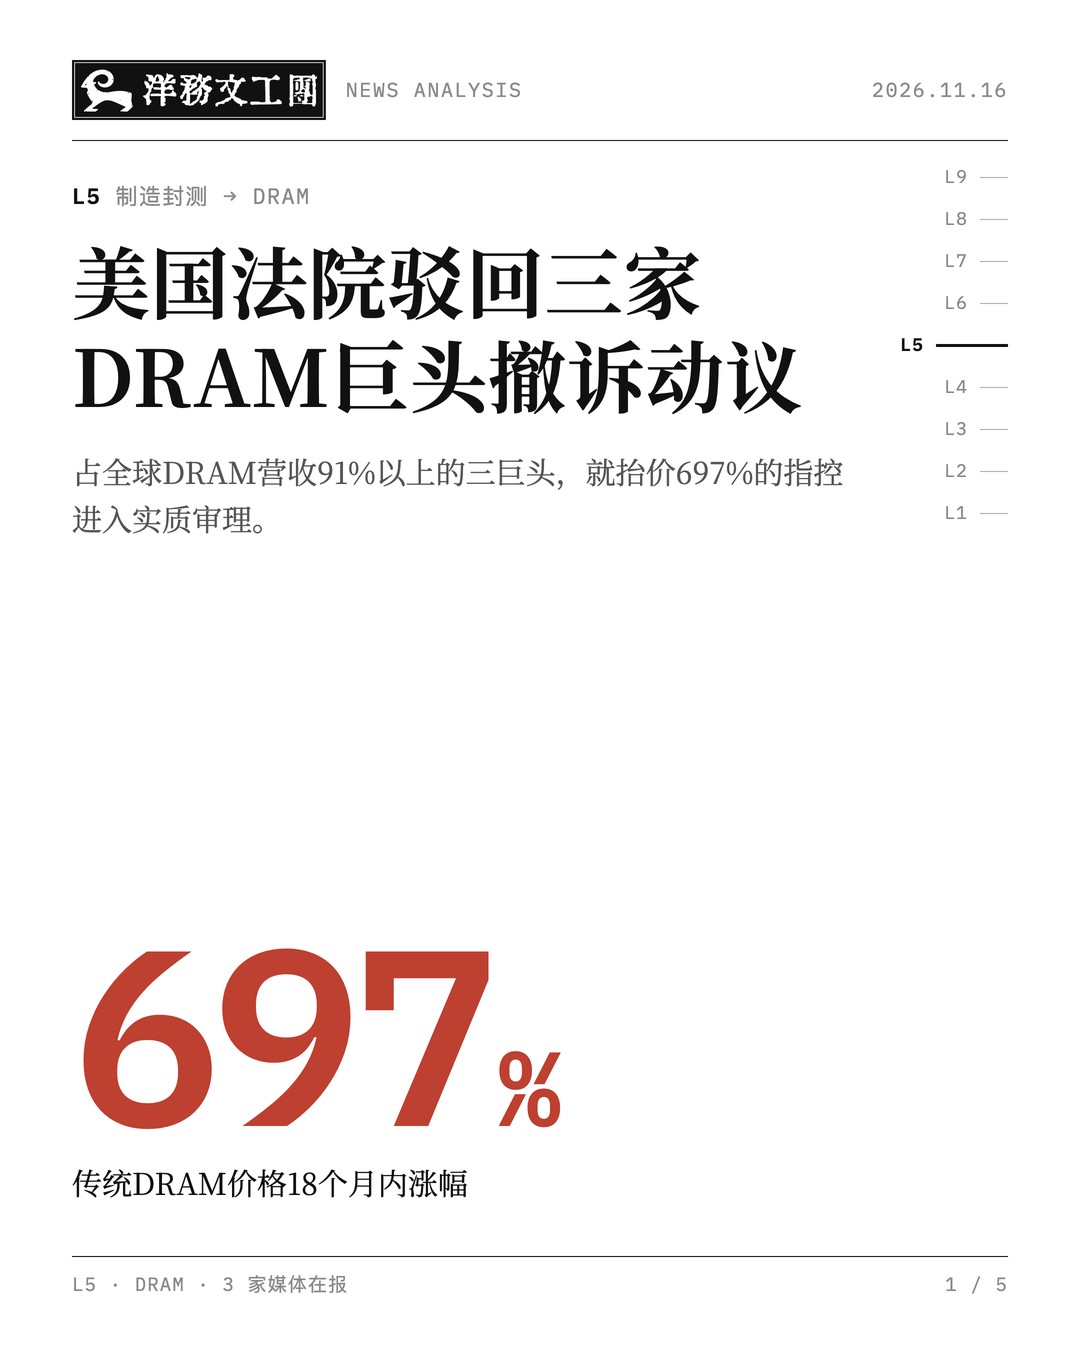 洋務文工團 NEWS ANALYSIS 2026.11.16
L5 制造封测 → DRAM
美国法院驳回三家
DRAM巨头撤诉动议
占全球DRAM营收91%以上的三巨头，就抬价697%的指控
进入实质审理。
L9
L8
L7
L6
L5
L4
L3
L2
L1
697%
传统DRAM价格18个月内涨幅
L5 · DRAM · 3 家媒体在报 1 / 5